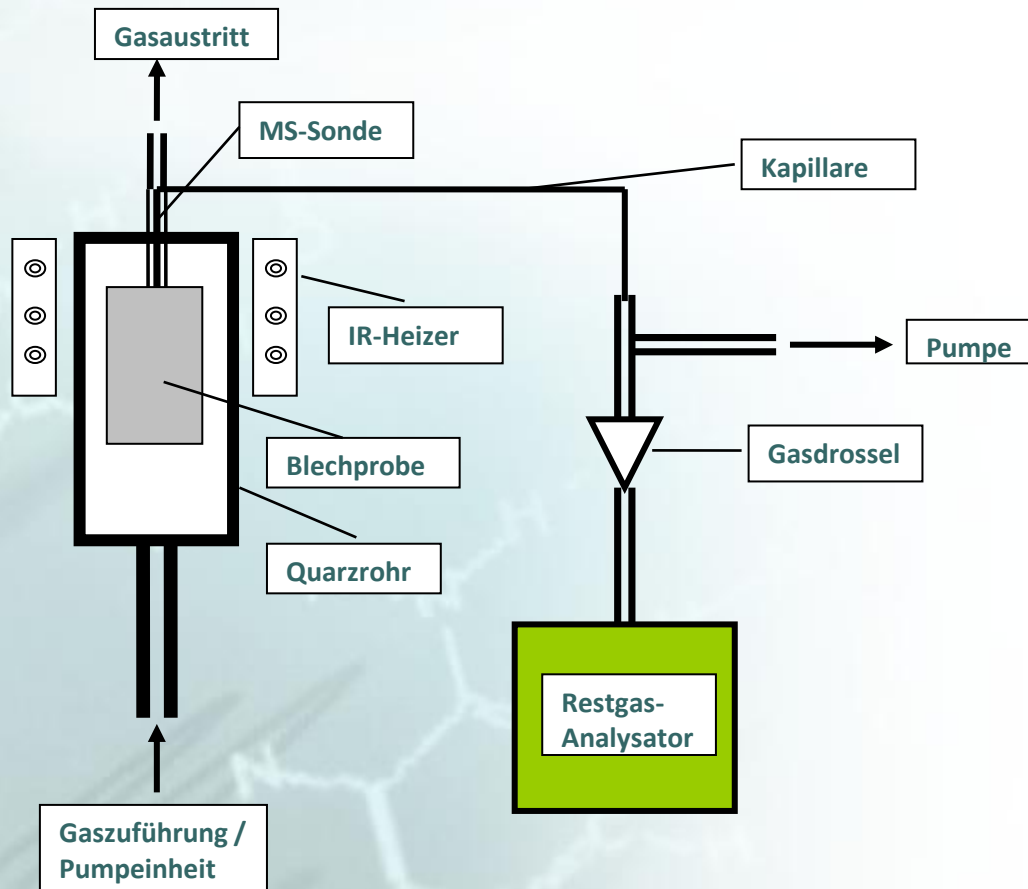 Gasaustritt
MS-Sonde
Kapillare
IR-Heizer
Pumpe
Blechprobe
Gasdrossel
Quarzrohr
Restgas-
Analysator
Gaszuführung /
Pumpeinheit
N
H
N
N